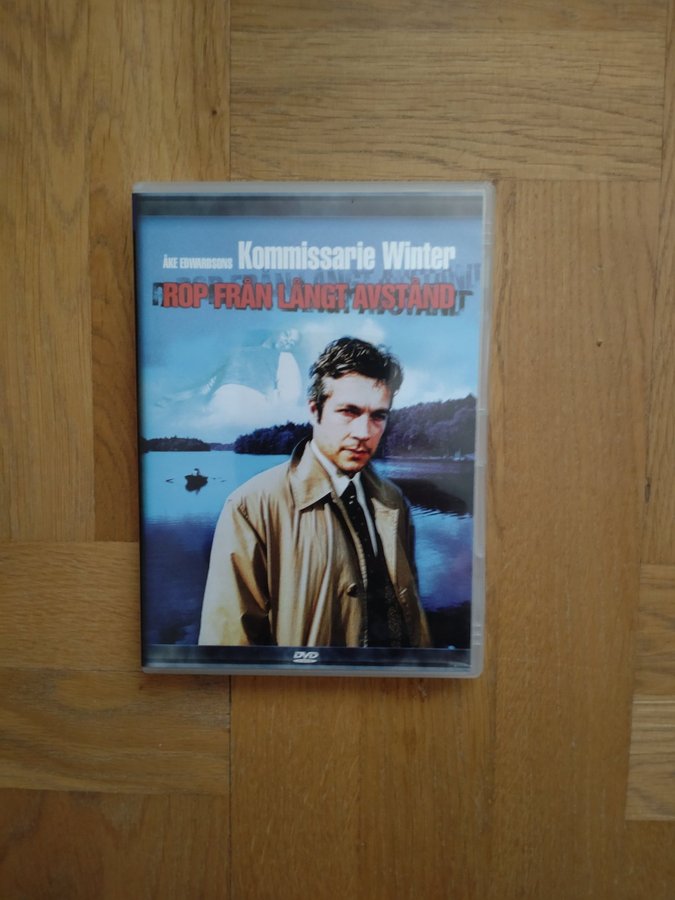 ÅKE EDWARDSONS Kommissarie Winter
ROP FRÅN LÅNGT AVSTÅND
DVD